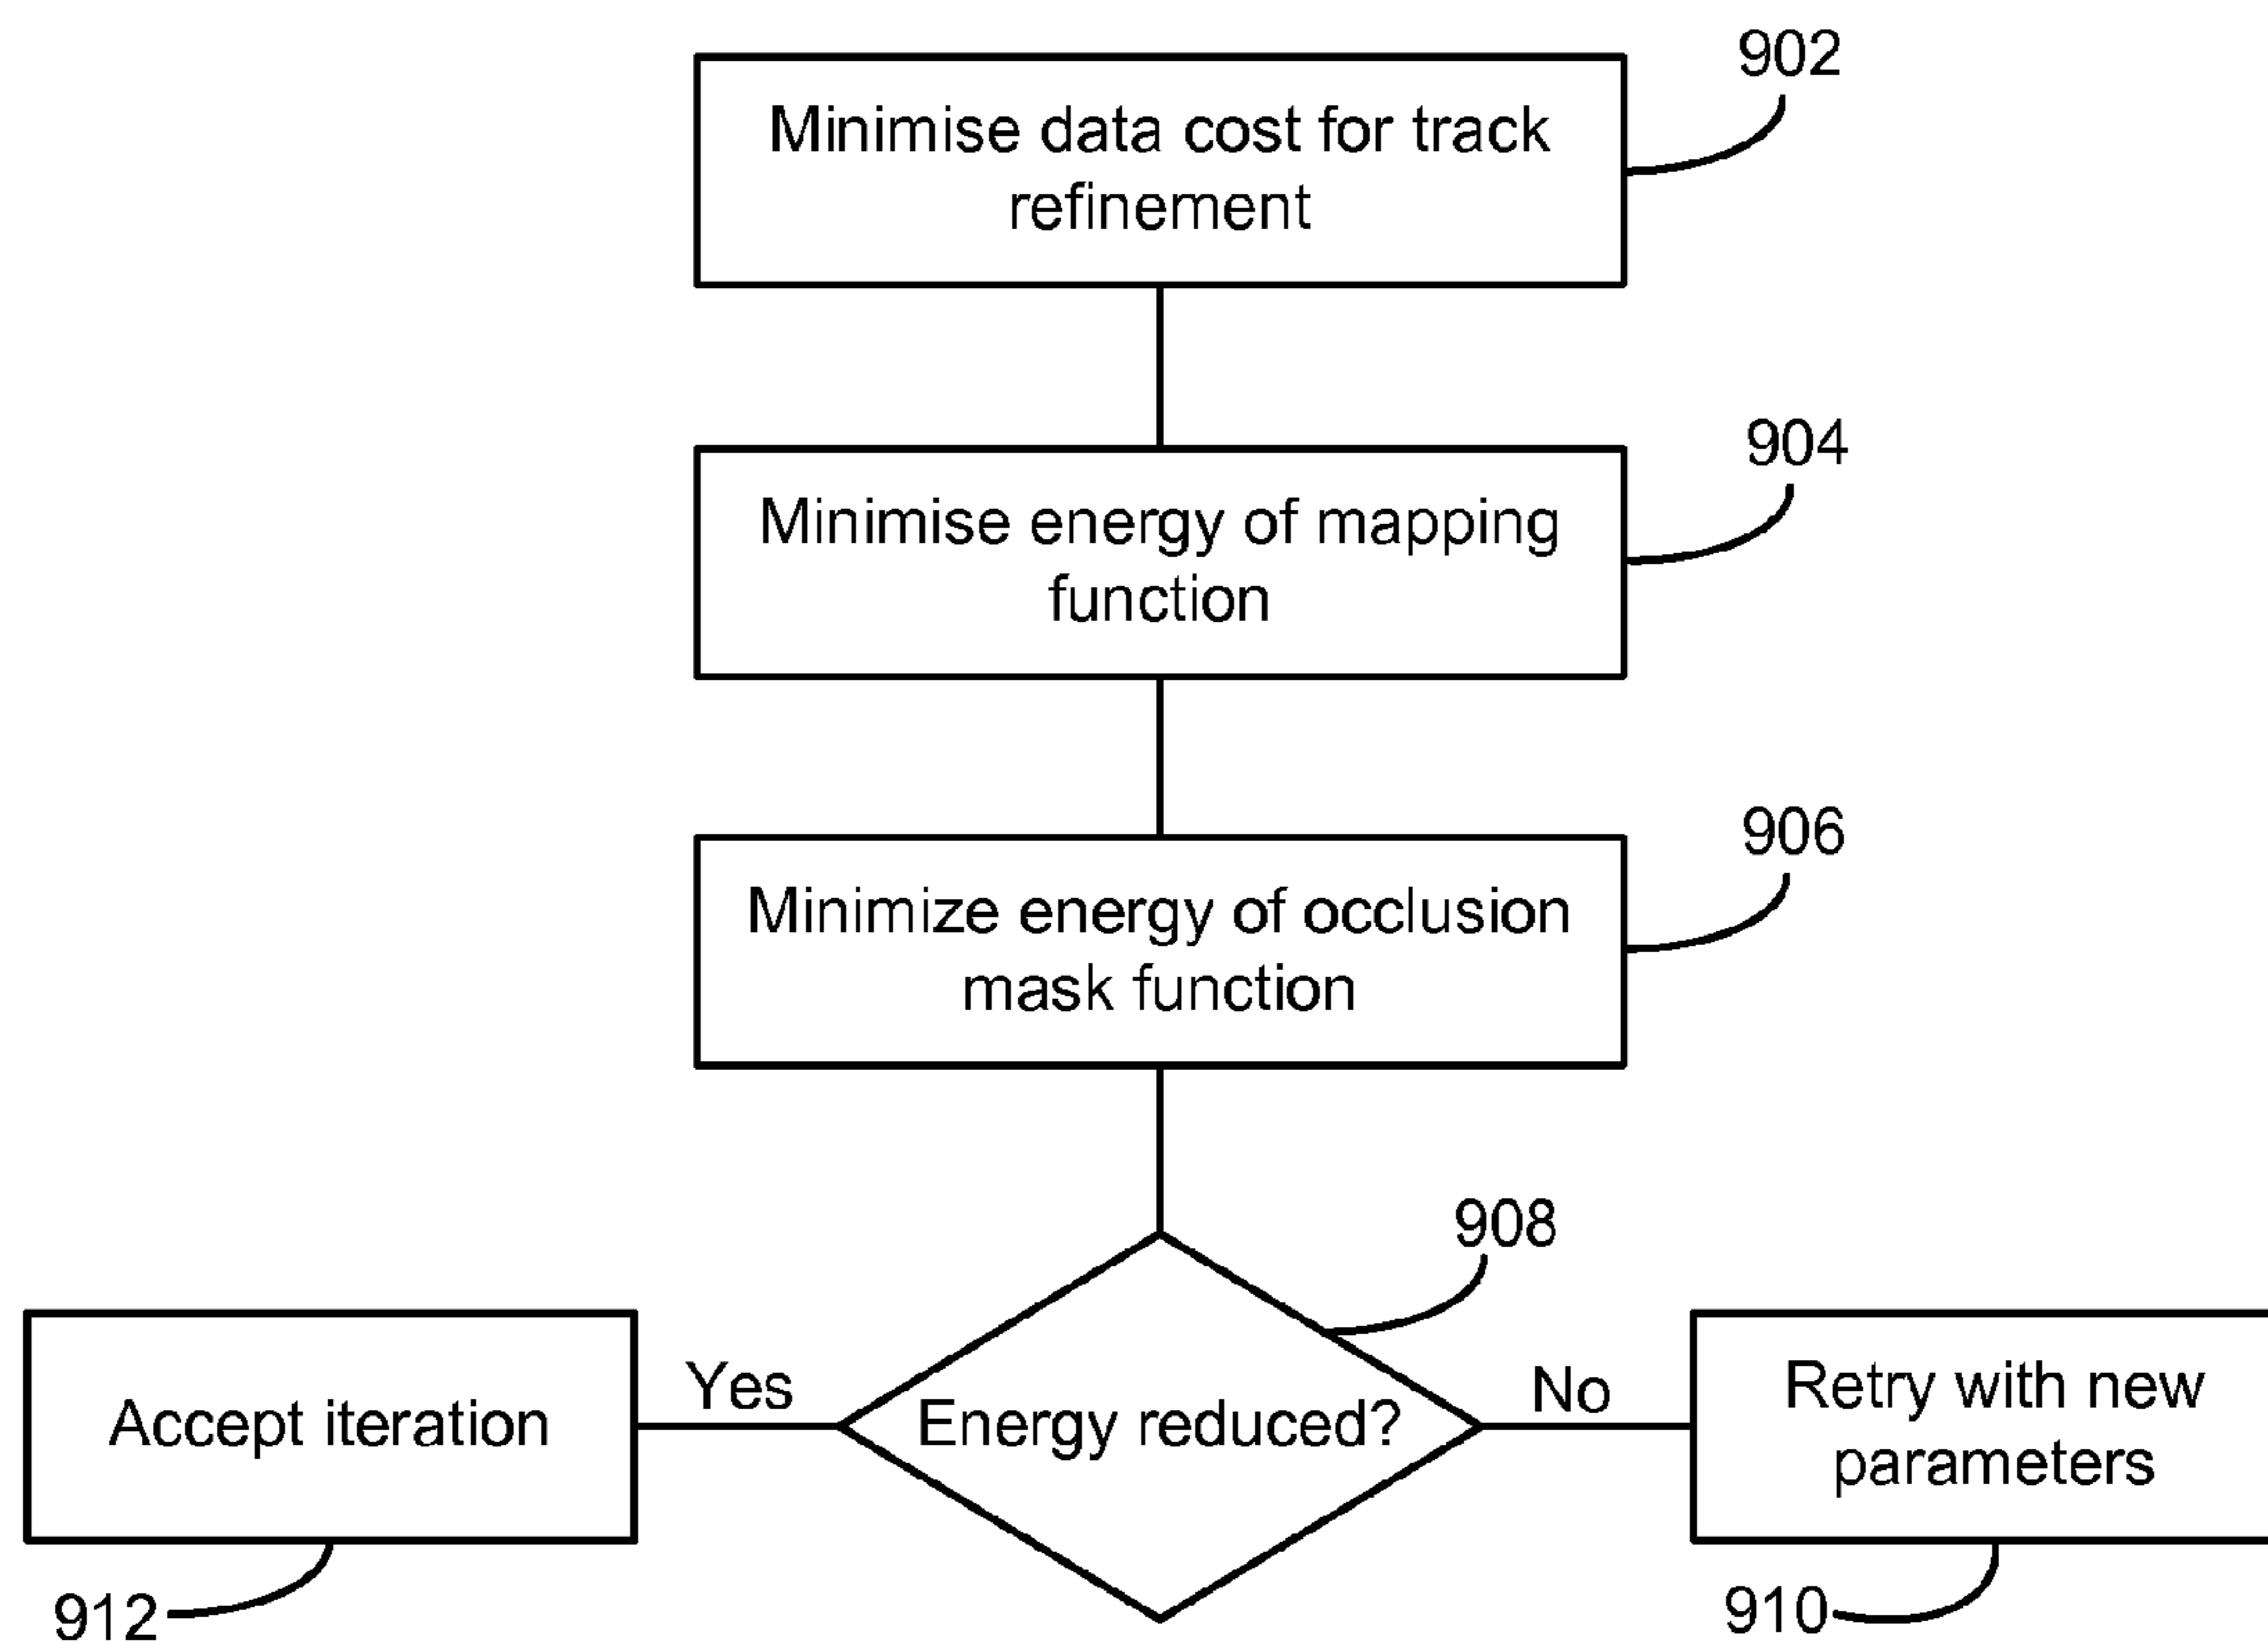 902
Minimise data cost for track
refinement
904
Minimise energy of mapping
function
906
Minimize energy of occlusion
mask function
908
Accept iteration
Yes
Energy reduced?
No
Retry with new
parameters
912
910